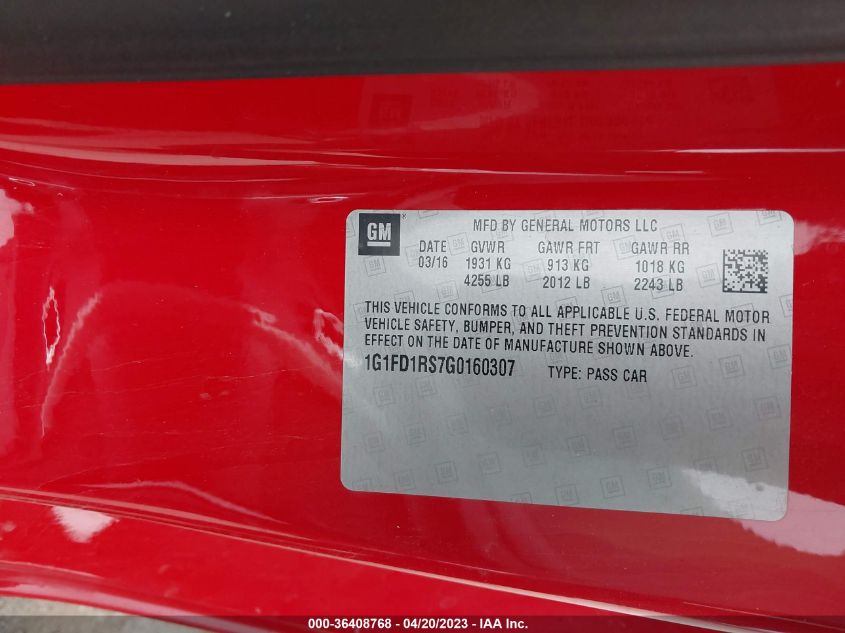 GM
MFD BY GENERAL MOTORS LLC
DATE GVWR GAWR FRT GAWR RR
03/16 1931 KG 913 KG 1018 KG
4255 LB 2012 LB 2243 LB
THIS VEHICLE CONFORMS TO ALL APPLICABLE U.S. FEDERAL MOTOR
VEHICLE SAFETY, BUMPER, AND THEFT PREVENTION STANDARDS IN
EFFECT ON THE DATE OF MANUFACTURE SHOWN ABOVE.
1G1FD1RS7G0160307 TYPE: PASS CAR
000-36408768 - 04/20/2023 - IAA Inc.